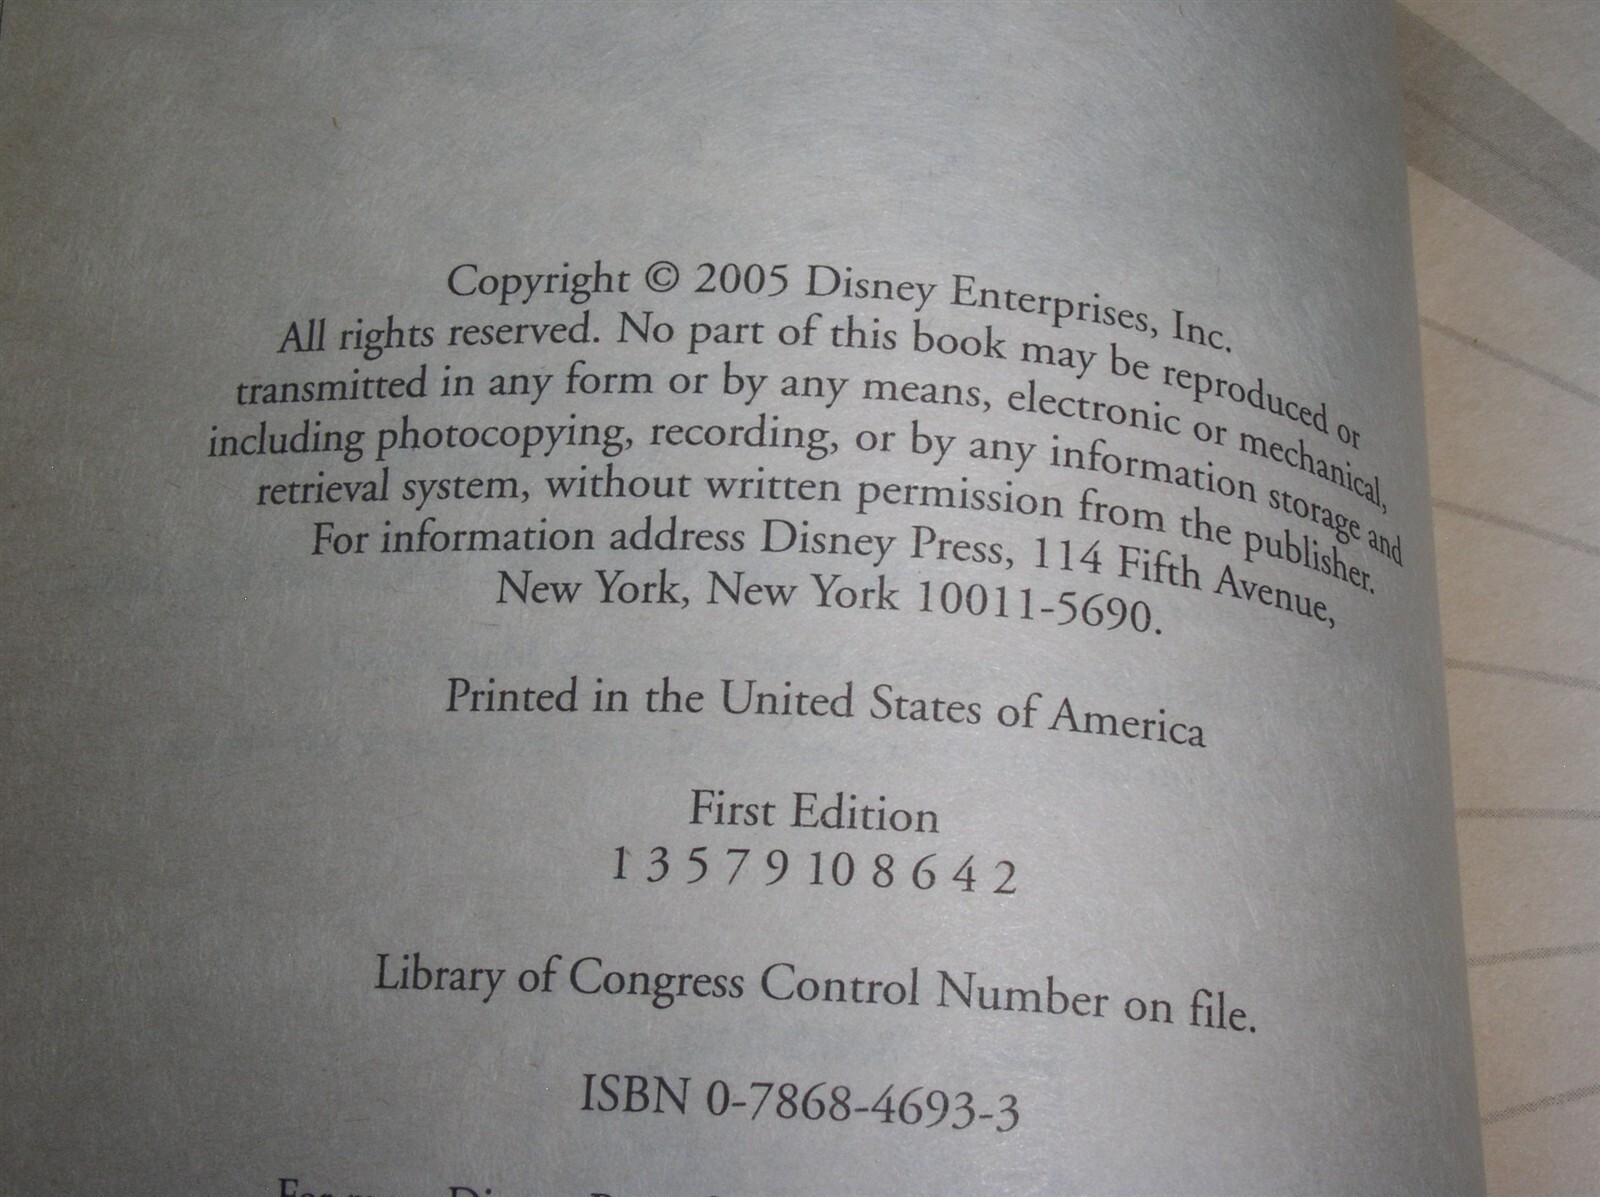 Copyright © 2005 Disney Enterprises, Inc.
All rights reserved. No part of this book may be reproduced or
transmitted in any form or by any means, electronic or mechanical,
including photocopying, recording, or by any information storage and
retrieval system, without written permission from the publisher.
For information address Disney Press, 114 Fifth Avenue,
New York, New York 10011-5690.
Printed in the United States of America
First Edition
1 3 5 7 9 10 8 6 4 2
Library of Congress Control Number on file.
ISBN 0-7868-4693-3